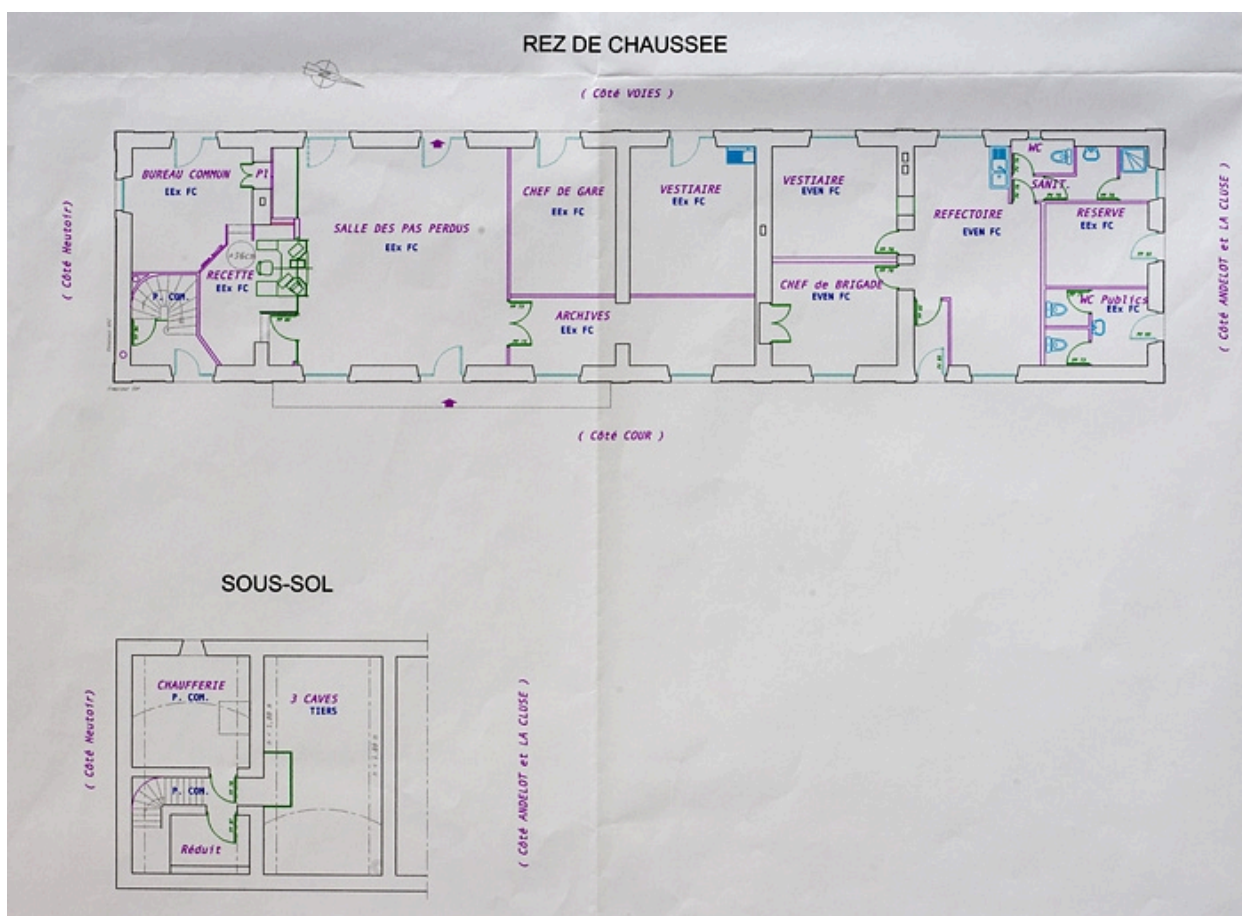 REZ DE CHAUSSEE
( Côté VOIES )
( Côté Heutoir )
BUREAU COMMUN
EEx FC
Pl
SALLE DES PAS PERDUS
EEx FC
CHEF DE GARE
EEx FC
VESTIAIRE
EEx FC
VESTIAIRE
EVEN FC
REFECTOIRE
EVEN FC
WC
SANIT.
RESERVE
EEx FC
( Côté ANDELOT et LA CLUSE )
RECETTE
EEx FC
P. COM.
ARCHIVES
EEx FC
CHEF de BRIGADE
EVEN FC
WC Publics
EEx FC
( Côté COUR )
SOUS-SOL
( Côté Heutoir)
CHAUFFERIE
P. COM.
3 CAVES
TIERS
P. COM.
Réduit
( Côté ANDELOT et LA CLUSE )